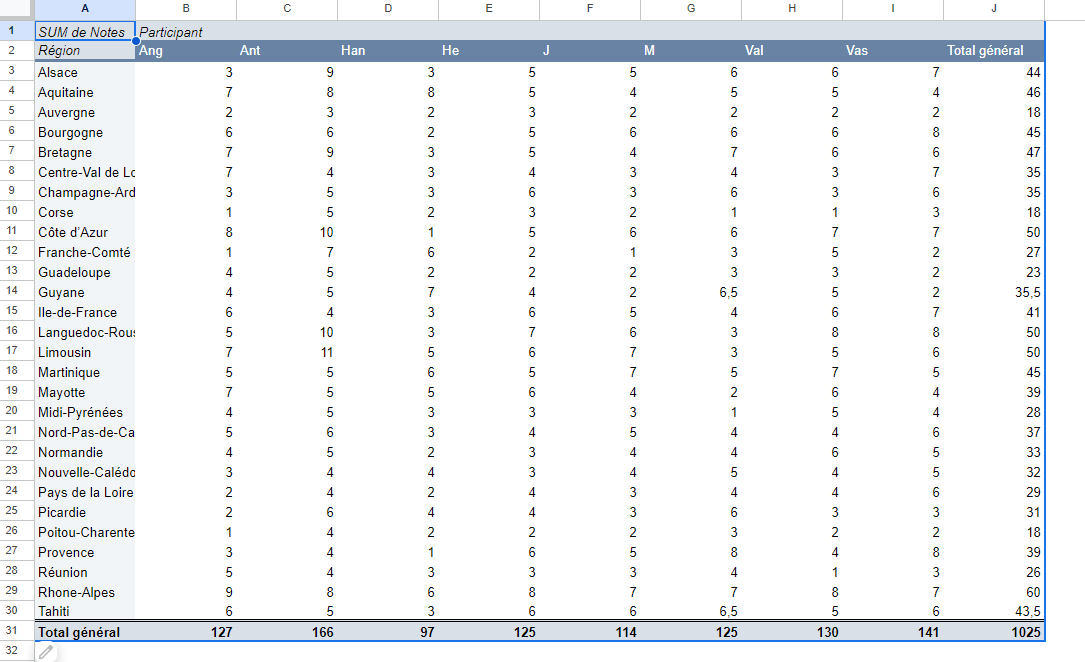 A B C D E F G H I J
1 SUM de Notes Participant
2 Région Ang Ant Han He J M Val Vas Total général
3 Alsace 3 9 3 5 5 6 6 7 44
4 Aquitaine 7 8 8 5 4 5 5 4 46
5 Auvergne 2 3 2 3 2 2 2 2 18
6 Bourgogne 6 6 2 5 6 6 6 8 45
7 Bretagne 7 9 3 5 4 7 6 6 47
8 Centre-Val de Lo 7 4 3 4 3 4 3 7 35
9 Champagne-Ard 3 5 3 6 3 6 3 6 35
10 Corse 1 5 2 3 2 1 1 3 18
11 Côte d'Azur 8 10 1 5 6 6 7 7 50
12 Franche-Comté 1 7 6 2 1 3 5 2 27
13 Guadeloupe 4 5 2 2 2 3 3 2 23
14 Guyane 4 5 7 4 2 6,5 5 2 35,5
15 Ile-de-France 6 4 3 6 5 4 6 7 41
16 Languedoc-Rous 5 10 3 7 6 3 8 8 50
17 Limousin 7 11 5 6 7 3 5 6 50
18 Martinique 5 5 6 5 7 5 7 5 45
19 Mayotte 7 5 5 6 4 2 6 4 39
20 Midi-Pyrénées 4 5 3 3 3 1 5 4 28
21 Nord-Pas-de-Ca 5 6 3 4 5 4 4 6 37
22 Normandie 4 5 2 3 4 4 6 5 33
23 Nouvelle-Calédo 3 4 4 3 4 5 4 5 32
24 Pays de la Loire 2 4 2 4 3 4 4 6 29
25 Picardie 2 6 4 4 3 6 3 3 31
26 Poitou-Charente 1 4 2 2 2 3 2 2 18
27 Provence 3 4 1 6 5 8 4 8 39
28 Réunion 5 4 3 3 3 4 1 3 26
29 Rhone-Alpes 9 8 6 8 7 7 8 7 60
30 Tahiti 6 5 3 6 6 6,5 5 6 43,5
31 Total général 127 166 97 125 114 125 130 141 1025
32